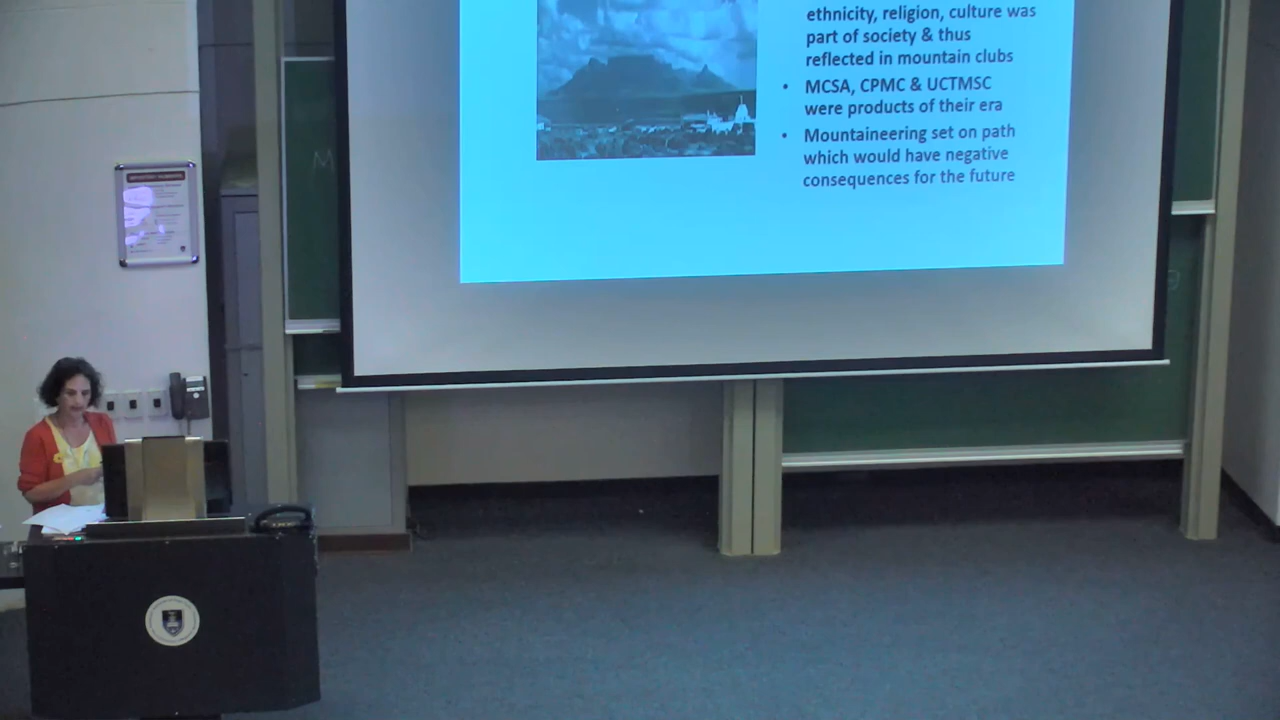 ethnicity, religion, culture was
part of society & thus
reflected in mountain clubs
• MCSA, CPMC & UCTMSC
were products of their era
• Mountaineering set on path
which would have negative
consequences for the future
M